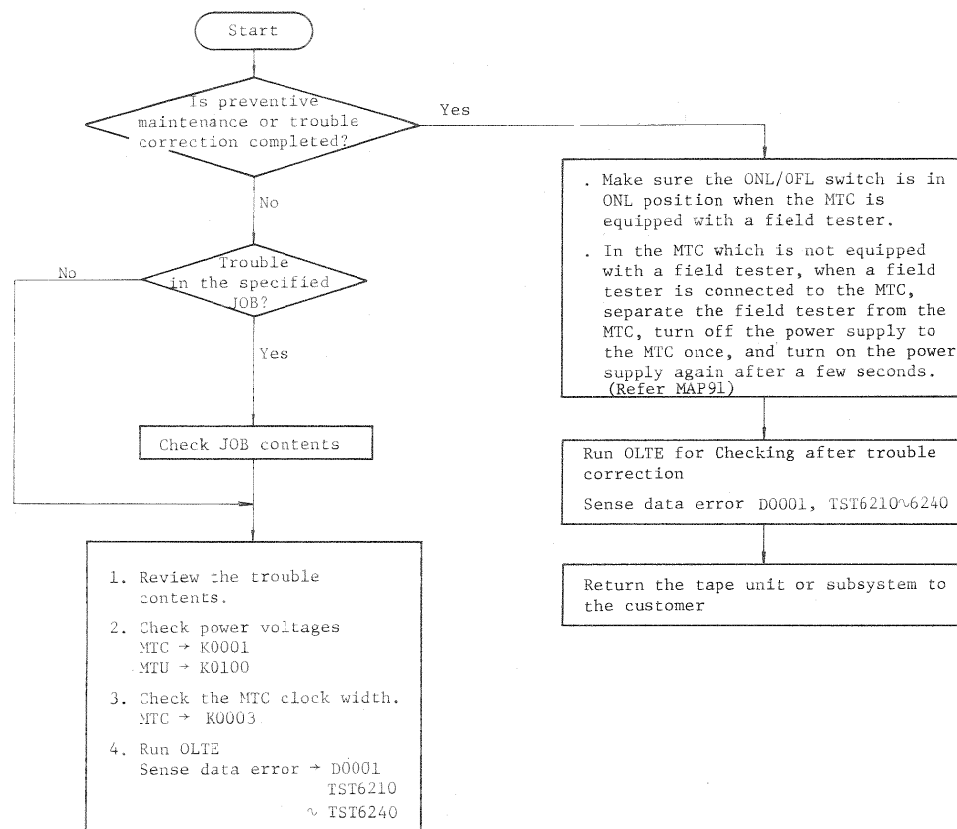 Start
Is preventive
maintenance or trouble
correction completed?
Yes
No
Trouble
in the specified
JOB?
No
Yes
Check JOB contents
1. Review the trouble
contents.
2. Check power voltages
MTC → K0001
MTU → K0100
3. Check the MTC clock width.
MTC → K0003
4. Run OLTE
Sense data error → D0001
TST6210
~ TST6240
. Make sure the ONL/OFL switch is in
ONL position when the MTC is
equipped with a field tester.
. In the MTC which is not equipped
with a field tester, when a field
tester is connected to the MTC,
separate the field tester from the
MTC, turn off the power supply to
the MTC once, and turn on the power
supply again after a few seconds.
(Refer MAP91)
Run OLTE for Checking after trouble
correction
Sense data error D0001, TST6210~6240
Return the tape unit or subsystem to
the customer